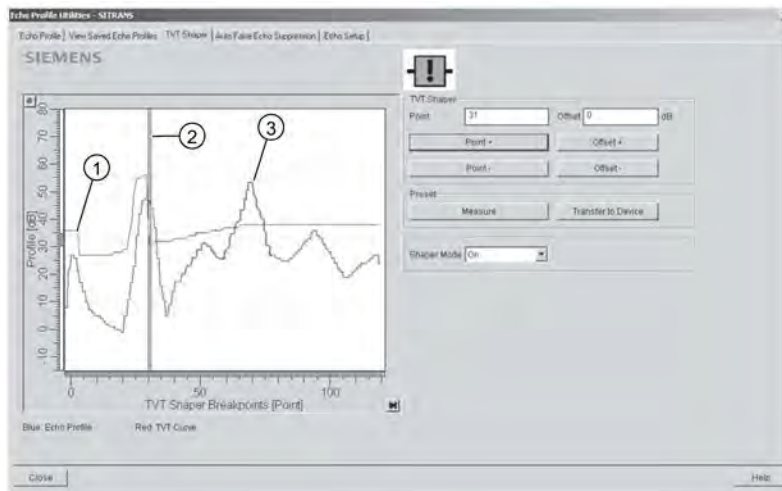 Echo Profile Utilities - SITRANS
Echo Profile | View Saved Echo Profiles | TVT Shaper | Auto False Echo Suppression | Echo Setup |
SIEMENS
TVT Shaper
Point 31 Offset 0 dB
Point + Offset +
Point - Offset -
Preset
Measure Transfer to Device
Shaper Mode On
1
2
3
Profile [dB]
80
70
60
50
40
30
20
10
0
-10
0 50 100
TVT Shaper Breakpoints [Point]
Blue: Echo Profile Red: TVT Curve
Close Help